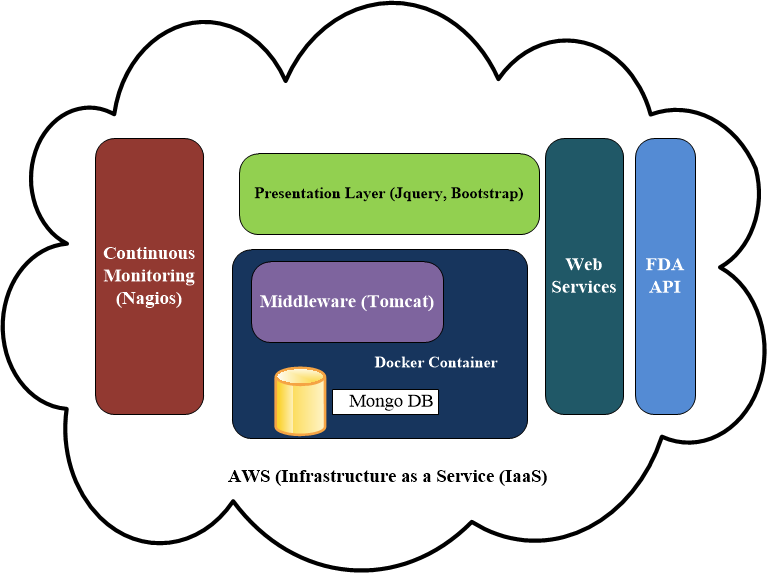 Presentation Layer (Jquery, Bootstrap)
Continuous
Monitoring
(Nagios)
Web
Services
FDA
API
Middleware (Tomcat)
Docker Container
Mongo DB
AWS (Infrastructure as a Service (IaaS)